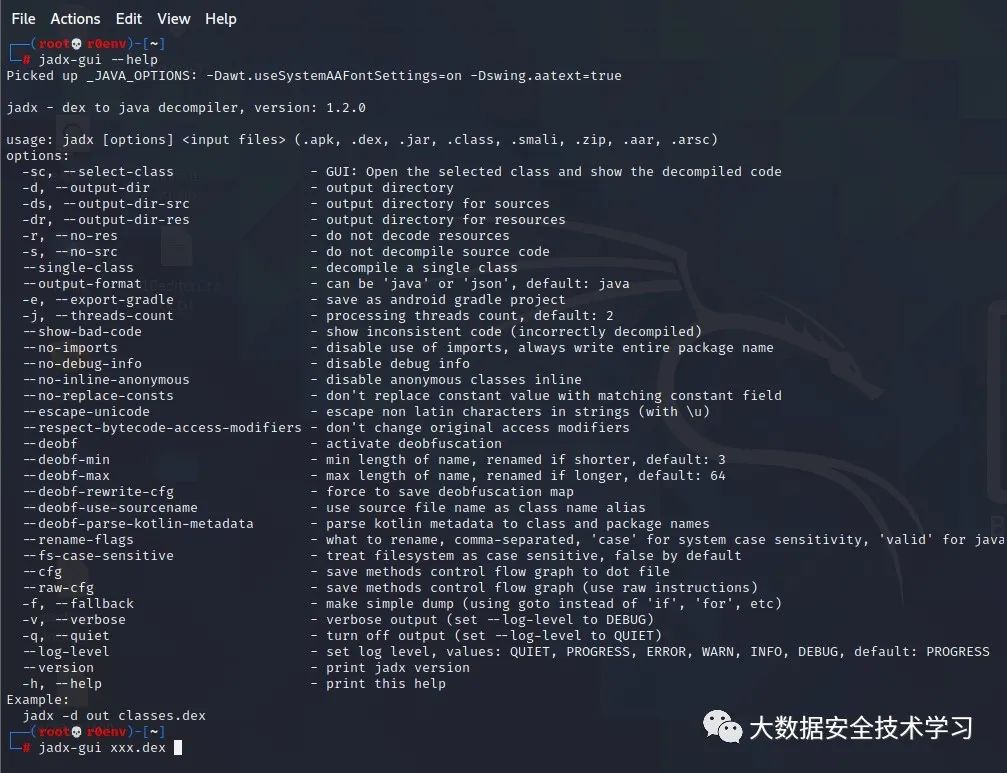 File Actions Edit View Help
┌──(root💀r0env)-[~]
└─# jadx-gui --help
Picked up _JAVA_OPTIONS: -Dawt.useSystemAAFontSettings=on -Dswing.aatext=true
jadx - dex to java decompiler, version: 1.2.0
usage: jadx [options] <input files> (.apk, .dex, .jar, .class, .smali, .zip, .aar, .arsc)
options:
-sc, --select-class - GUI: Open the selected class and show the decompiled code
-d, --output-dir - output directory
-ds, --output-dir-src - output directory for sources
-dr, --output-dir-res - output directory for resources
-r, --no-res - do not decode resources
-s, --no-src - do not decompile source code
--single-class - decompile a single class
--output-format - can be 'java' or 'json', default: java
-e, --export-gradle - save as android gradle project
-j, --threads-count - processing threads count, default: 2
--show-bad-code - show inconsistent code (incorrectly decompiled)
--no-imports - disable use of imports, always write entire package name
--no-debug-info - disable debug info
--no-inline-anonymous - disable anonymous classes inline
--no-replace-consts - don't replace constant value with matching constant field
--escape-unicode - escape non latin characters in strings (with \u)
--respect-bytecode-access-modifiers - don't change original access modifiers
--deobf - activate deobfuscation
--deobf-min - min length of name, renamed if shorter, default: 3
--deobf-max - max length of name, renamed if longer, default: 64
--deobf-rewrite-cfg - force to save deobfuscation map
--deobf-use-sourcename - use source file name as class name alias
--deobf-parse-kotlin-metadata - parse kotlin metadata to class and package names
--rename-flags - what to rename, comma-separated, 'case' for system case sensitivity, 'valid' for java
--fs-case-sensitive - treat filesystem as case sensitive, false by default
--cfg - save methods control flow graph to dot file
--raw-cfg - save methods control flow graph (use raw instructions)
-f, --fallback - make simple dump (using goto instead of 'if', 'for', etc)
-v, --verbose - verbose output (set --log-level to DEBUG)
-q, --quiet - turn off output (set --log-level to QUIET)
--log-level - set log level, values: QUIET, PROGRESS, ERROR, WARN, INFO, DEBUG, default: PROGRESS
--version - print jadx version
-h, --help - print this help
Example:
jadx -d out classes.dex
┌──(root💀r0env)-[~]
└─# jadx-gui xxx.dex
大数据安全技术学习